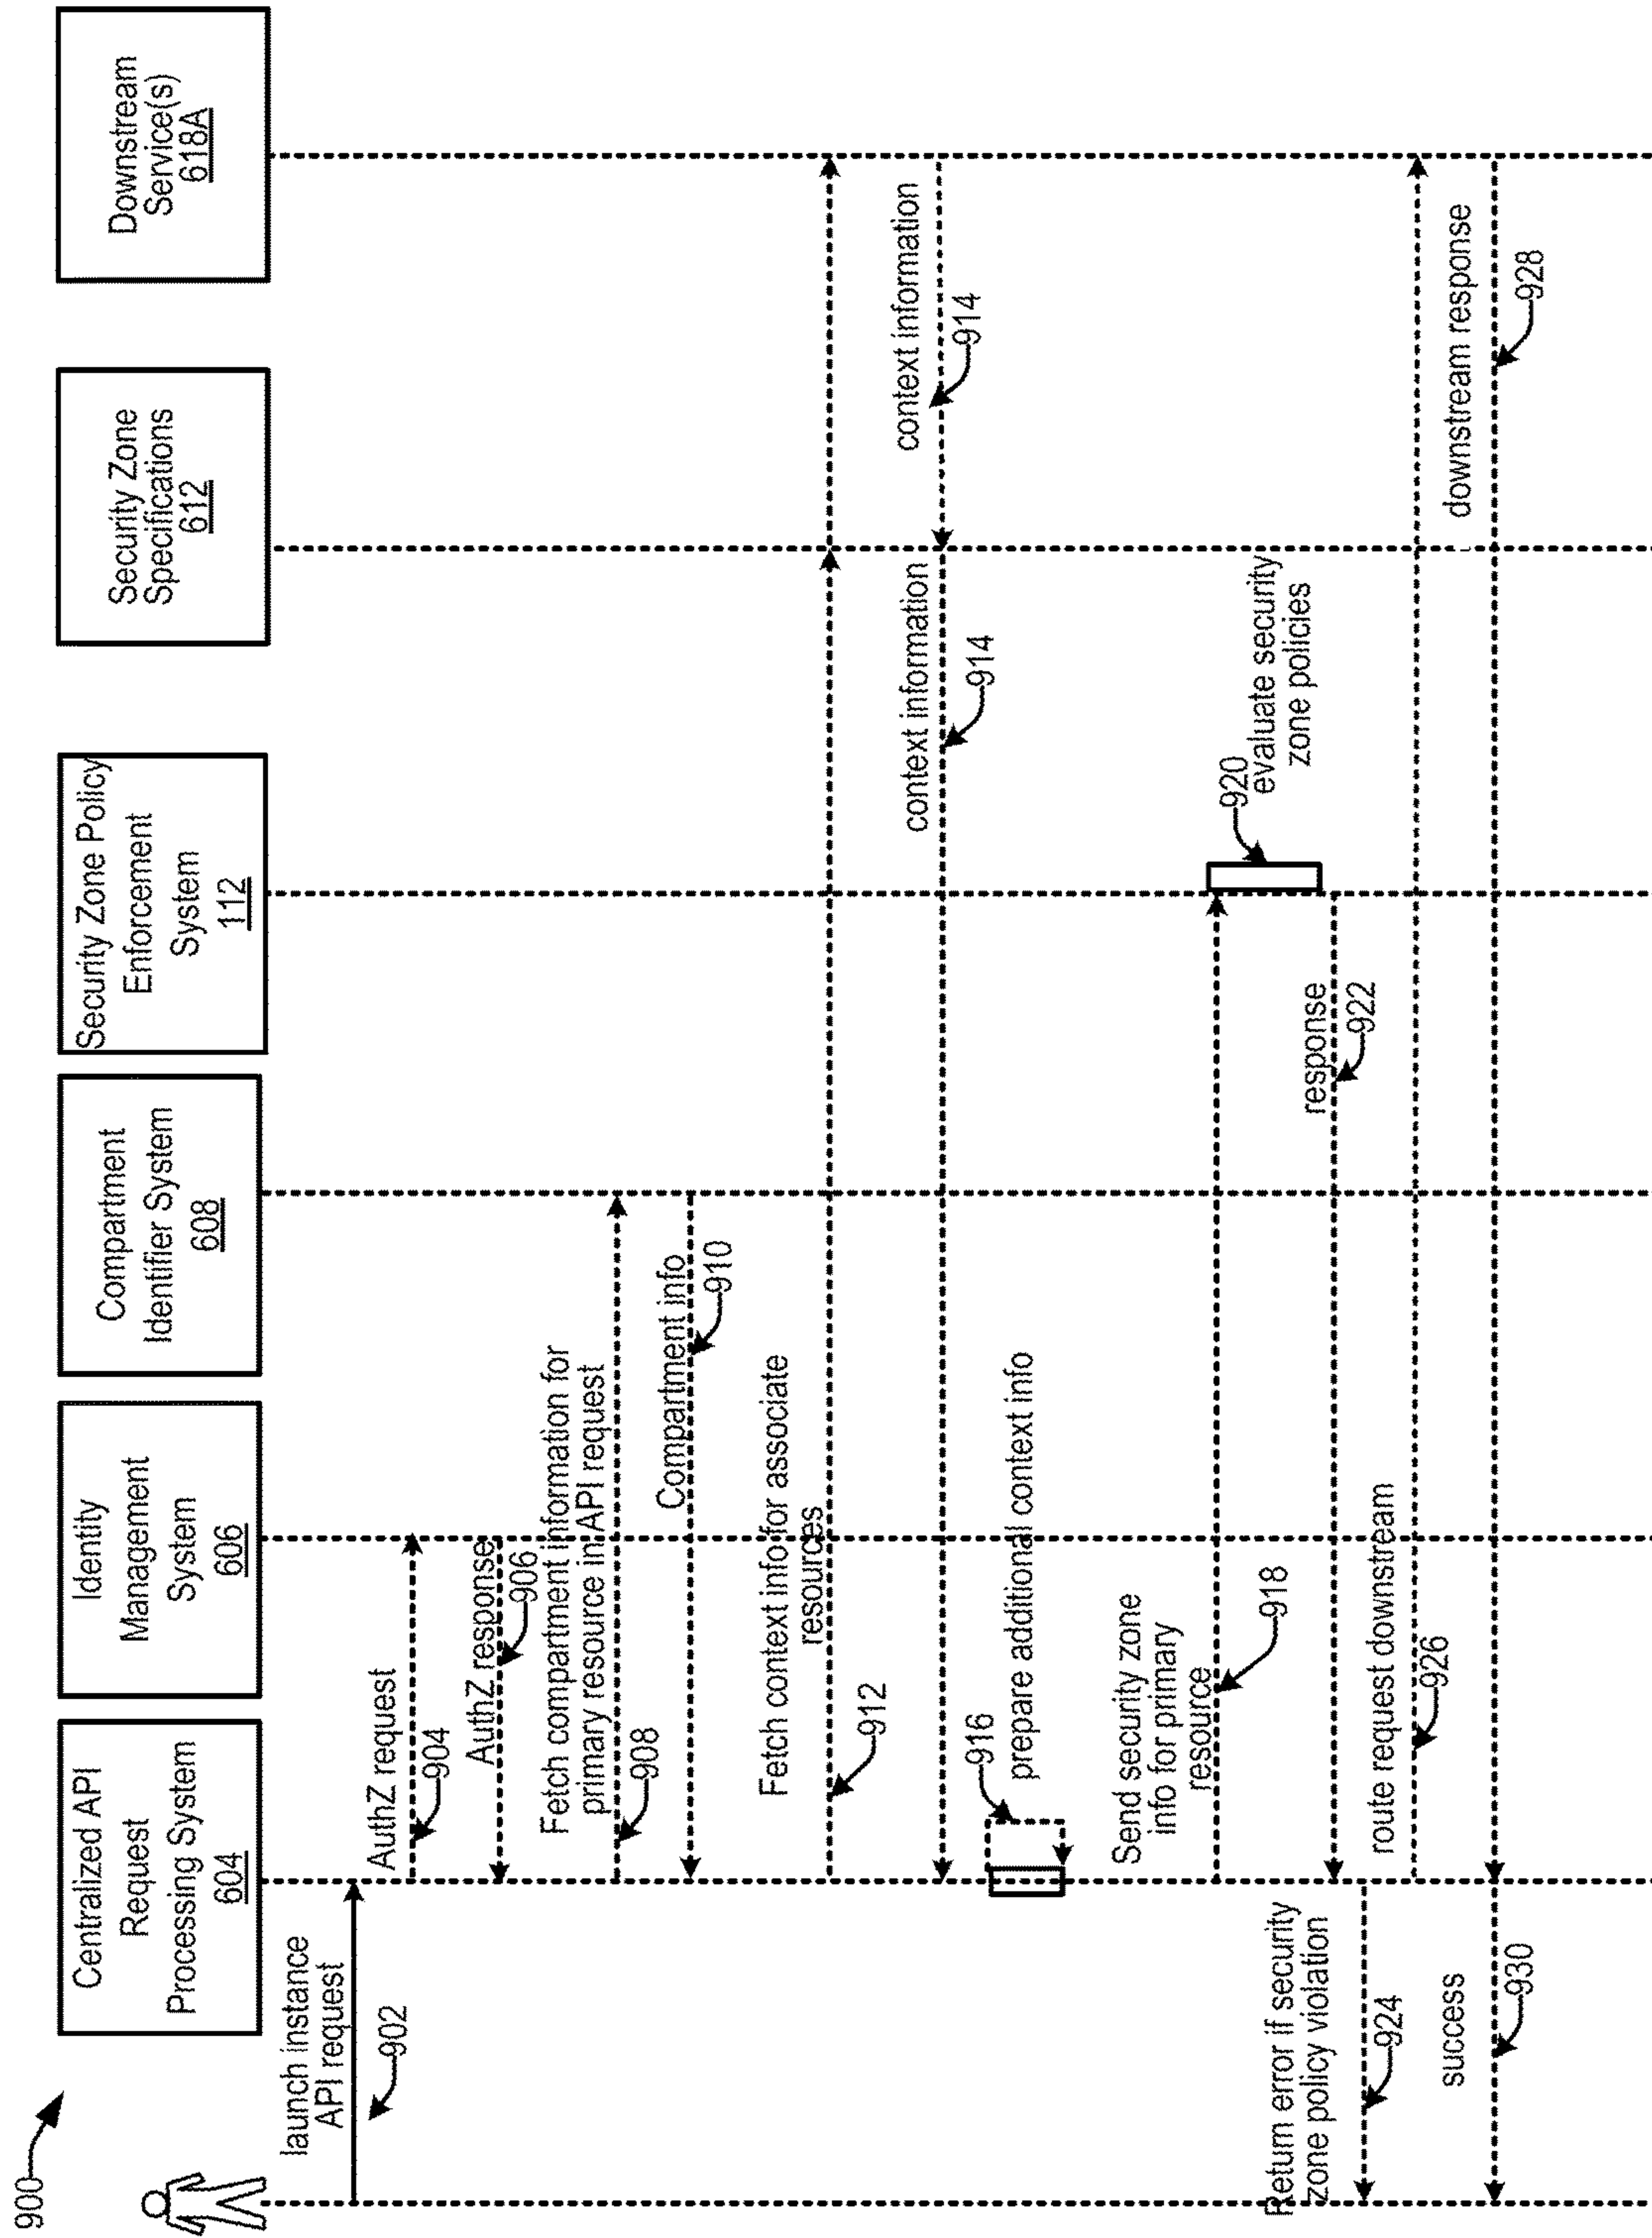 900
Centralized API
Request
Processing System
604
Identity
Management
System
606
Compartment
Identifier System
608
Security Zone Policy
Enforcement
System
112
Security Zone
Specifications
612
Downstream
Service(s)
618A
launch instance
API request
902
AuthZ request
904
AuthZ response
906
Fetch compartment information for
primary resource in API request
908
Compartment info
910
Fetch context info for associate
resources
912
context information
914
context information
914
916
prepare additional context info
Send security zone
info for primary
resource
918
920
evaluate security
zone policies
response
922
Return error if security
zone policy violation
924
route request downstream
926
downstream response
928
success
930